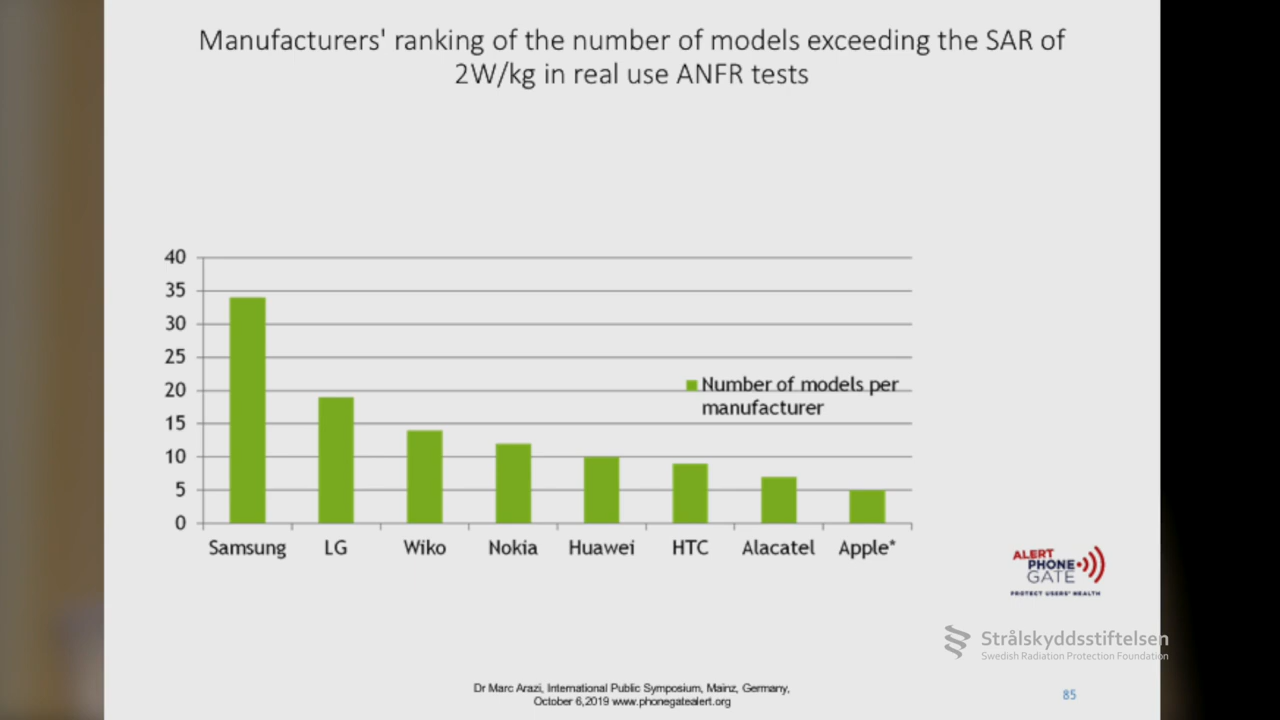 Manufacturers' ranking of the number of models exceeding the SAR of
2W/kg in real use ANFR tests
40
35
30
25
20
15
10
5
0
Number of models per
manufacturer
Samsung LG Wiko Nokia Huawei HTC Alacatel Apple*
ALERT
PHONE
GATE
PROTECT USERS' HEALTH
Strålskyddsstiftelsen
Swedish Radiation Protection Foundation
Dr Marc Arazi, International Public Symposium, Mainz, Germany,
October 6,2019 www.phonegatealert.org
85